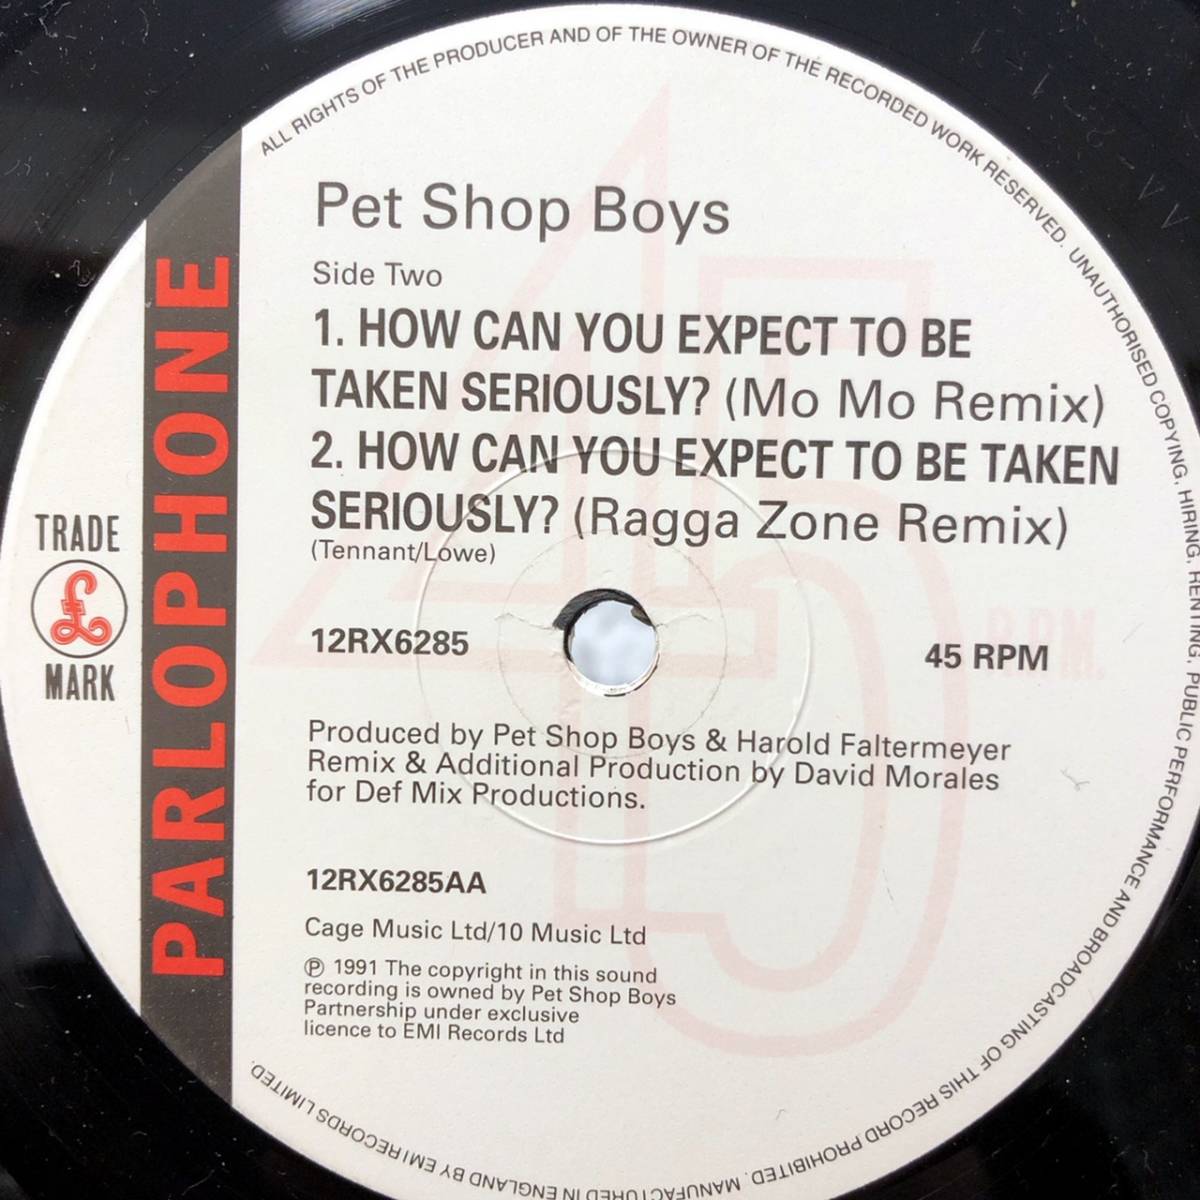 ALL RIGHTS OF THE PRODUCER AND OF THE OWNER OF THE RECORDED WORK RESERVED. UNAUTHORISED COPYING, HIRING, RENTING, PUBLIC PERFORMANCE AND BROADCASTING OF THIS RECORD PROHIBITED. MANUFACTURED IN ENGLAND BY EMI RECORDS LIMITED.
PARLOPHONE
TRADE
£
MARK
Pet Shop Boys
Side Two
1. HOW CAN YOU EXPECT TO BE
TAKEN SERIOUSLY? (Mo Mo Remix)
2. HOW CAN YOU EXPECT TO BE TAKEN
SERIOUSLY? (Ragga Zone Remix)
(Tennant/Lowe)
45
R.P.M.
12RX6285
45 RPM
Produced by Pet Shop Boys & Harold Faltermeyer
Remix & Additional Production by David Morales
for Def Mix Productions.
12RX6285AA
Cage Music Ltd/10 Music Ltd
℗ 1991 The copyright in this sound
recording is owned by Pet Shop Boys
Partnership under exclusive
licence to EMI Records Ltd